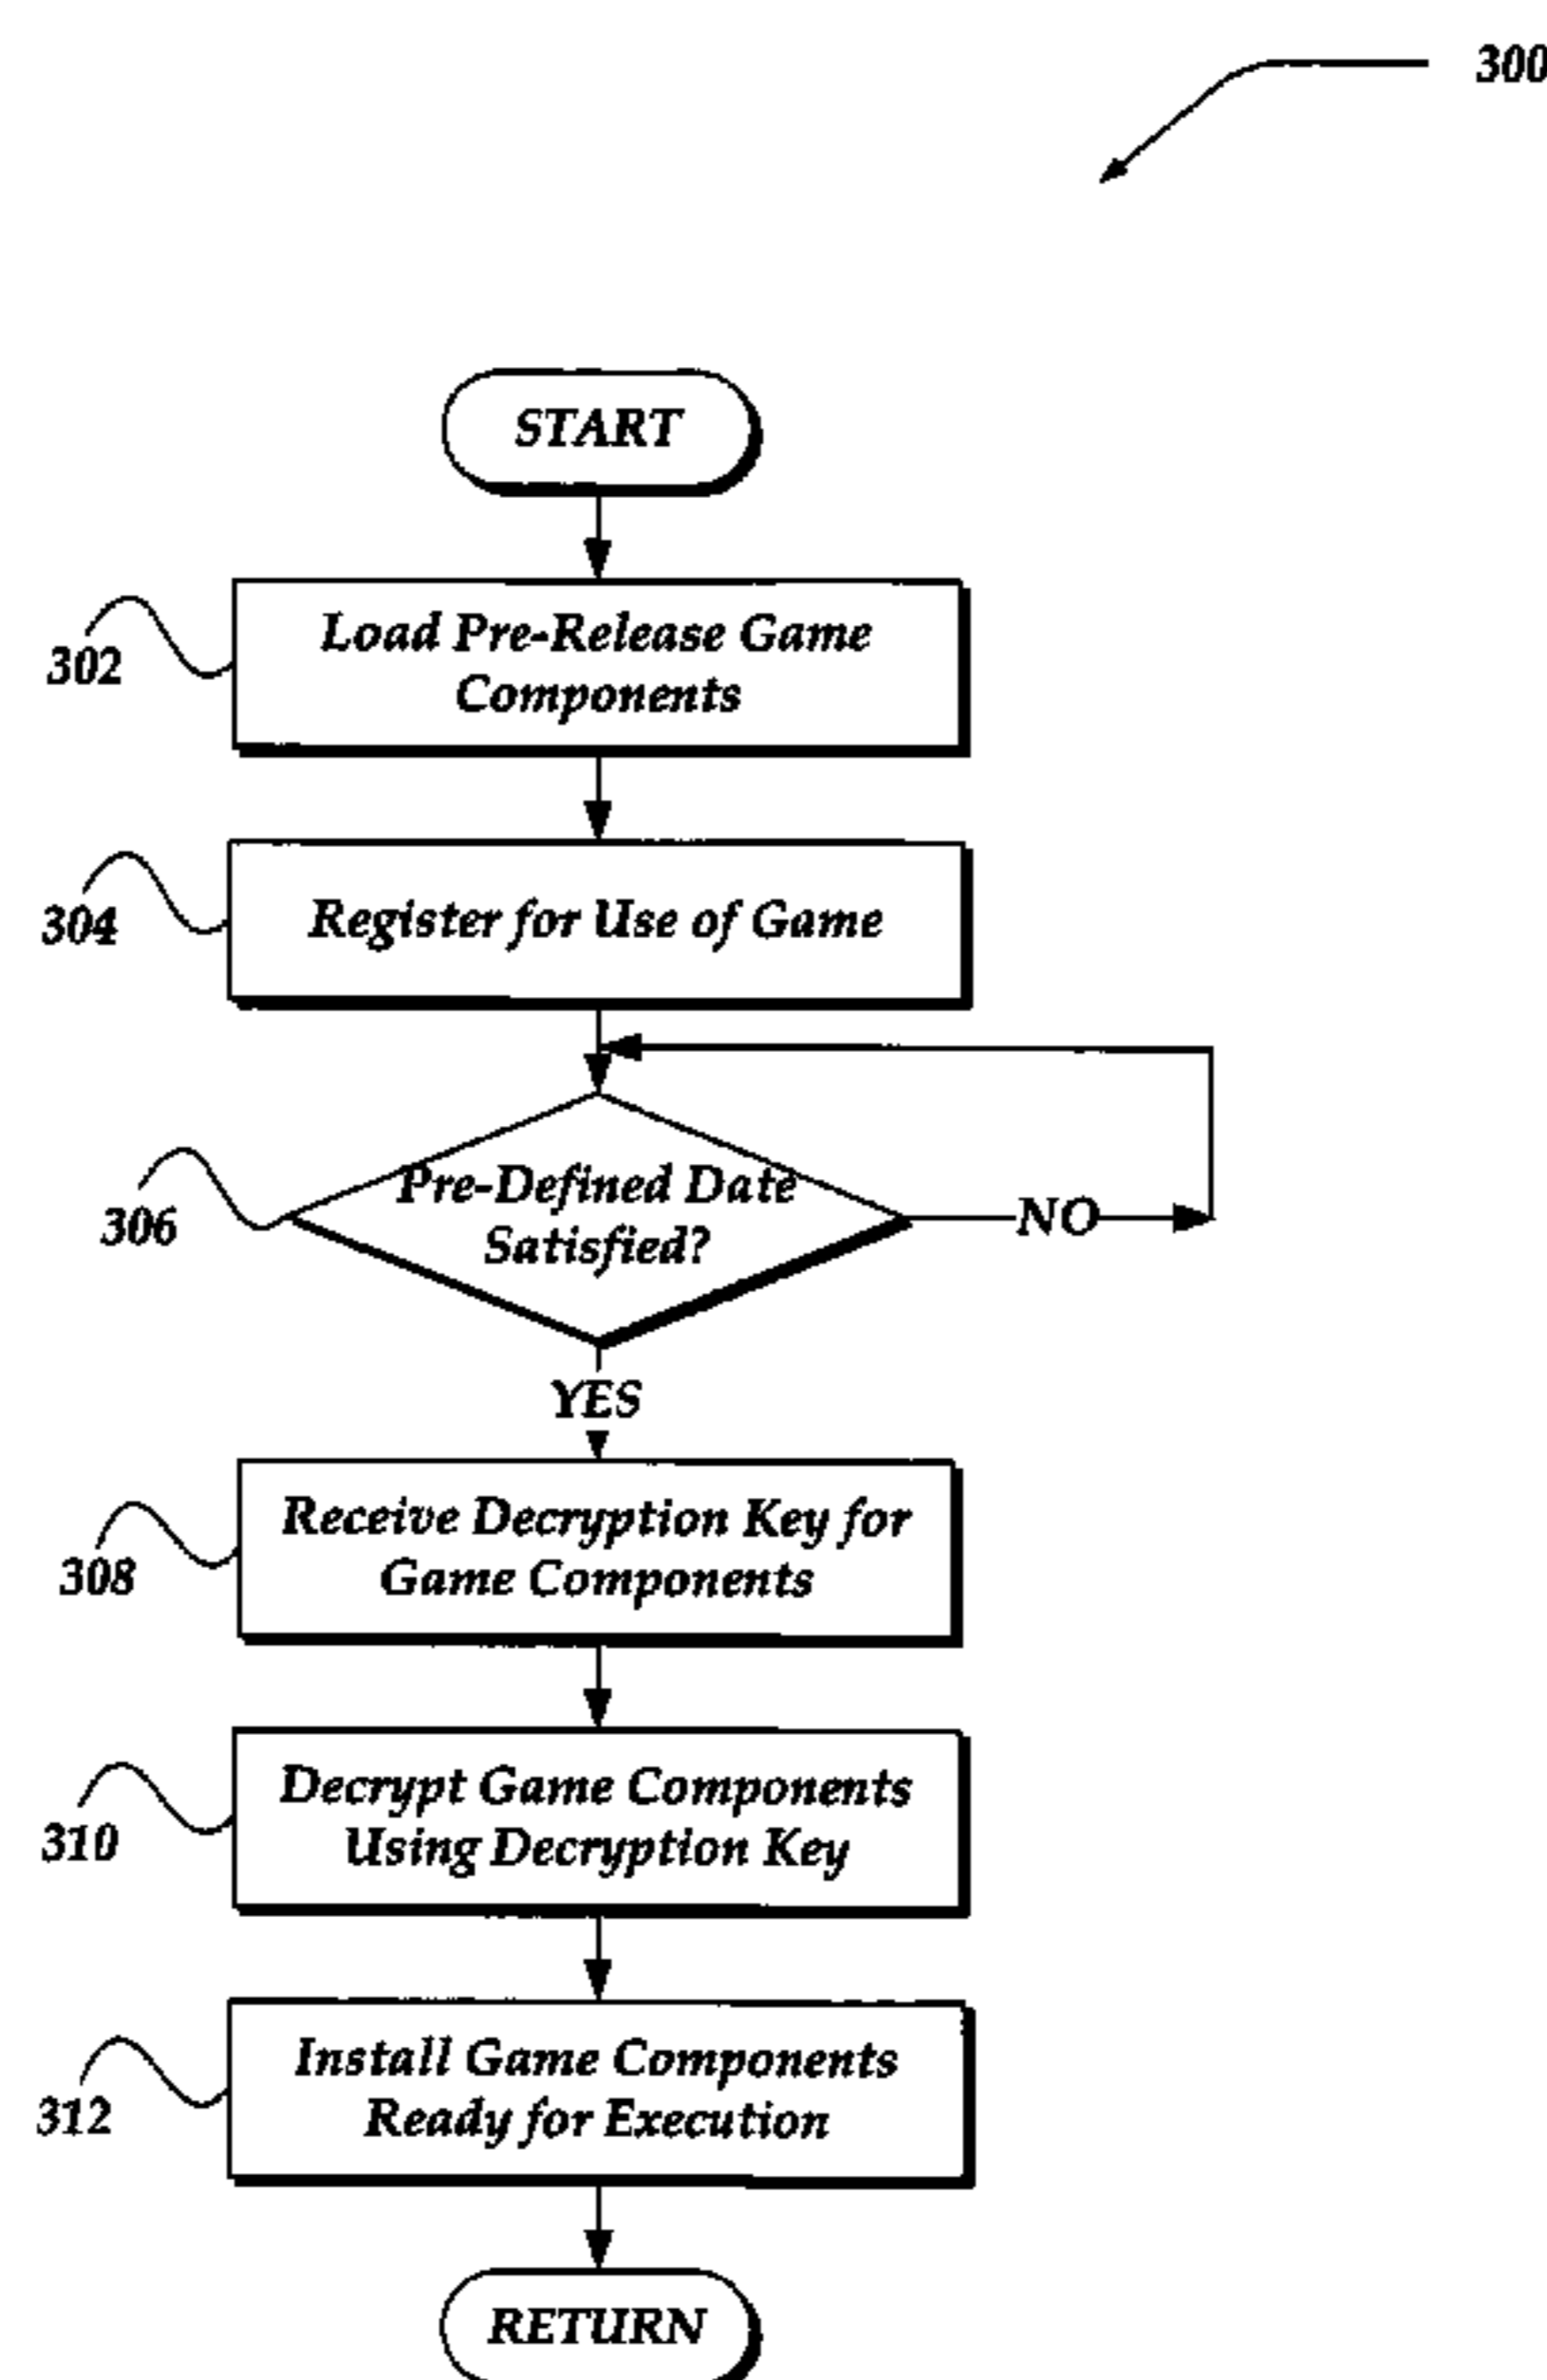 300
START
302
Load Pre-Release Game
Components
304
Register for Use of Game
306
Pre-Defined Date
Satisfied?
NO
YES
308
Receive Decryption Key for
Game Components
310
Decrypt Game Components
Using Decryption Key
312
Install Game Components
Ready for Execution
RETURN